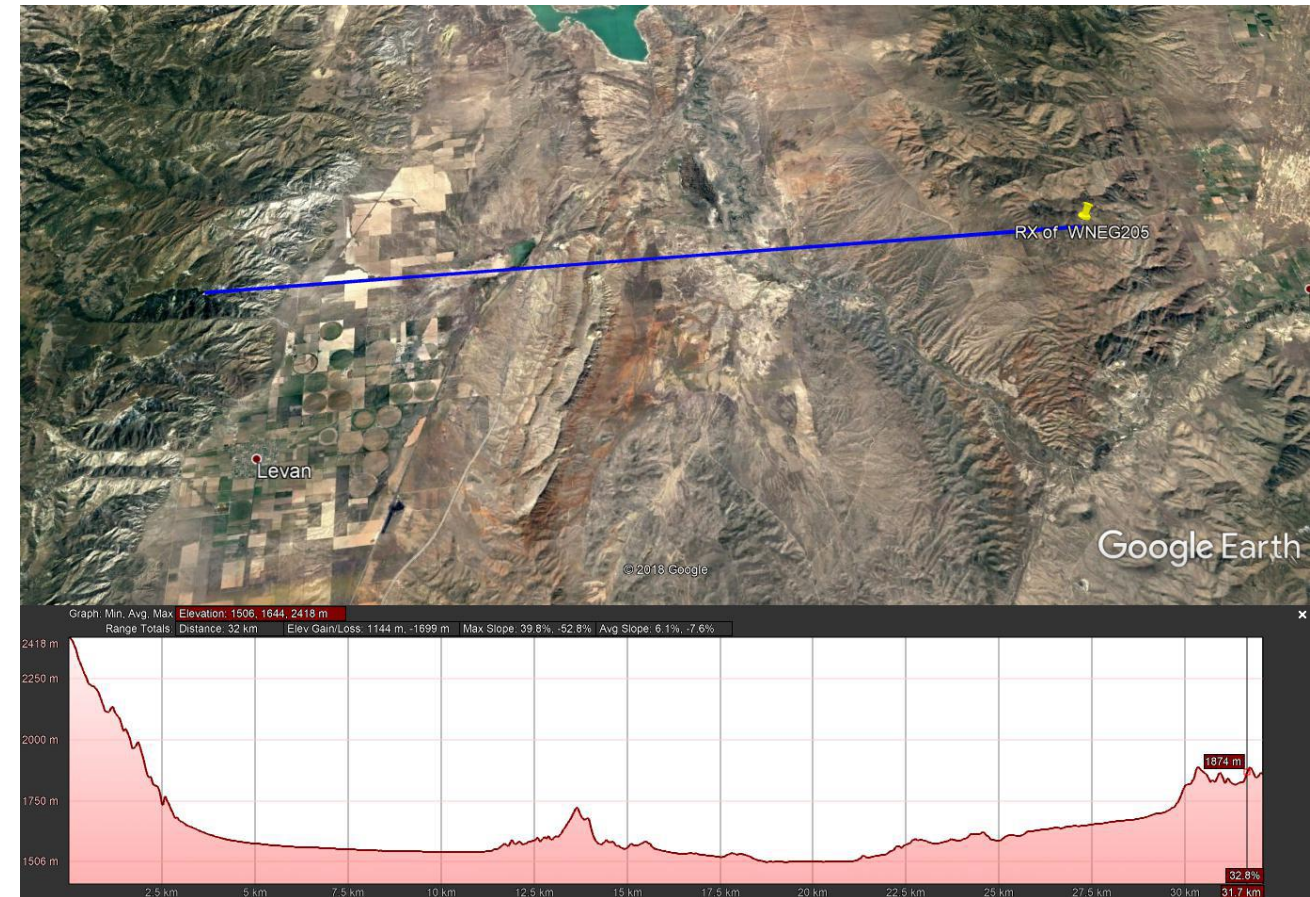 RX of WNEG205
Levan
Google Earth
© 2018 Google
Graph: Min, Avg, Max Elevation: 1506, 1644, 2418 m
Range Totals: Distance: 32 km Elev Gain/Loss: 1144 m, -1699 m Max Slope: 39.8%, -52.8% Avg Slope: 6.1%, -7.6%
2418 m
2250 m
2000 m
1750 m
1506 m
1874 m
32.8%
2.5 km 5 km 7.5 km 10 km 12.5 km 15 km 17.5 km 20 km 22.5 km 25 km 27.5 km 30 km 31.7 km